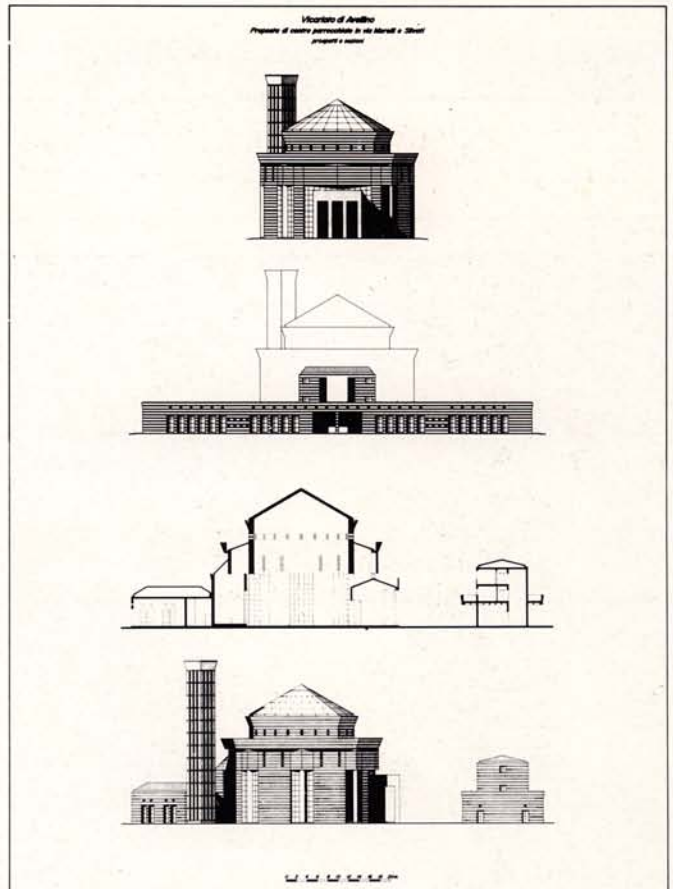 Vicariato di Avellino
Proposta di centro parrocchiale in via Morelli e Silvati
prospetti e sezioni